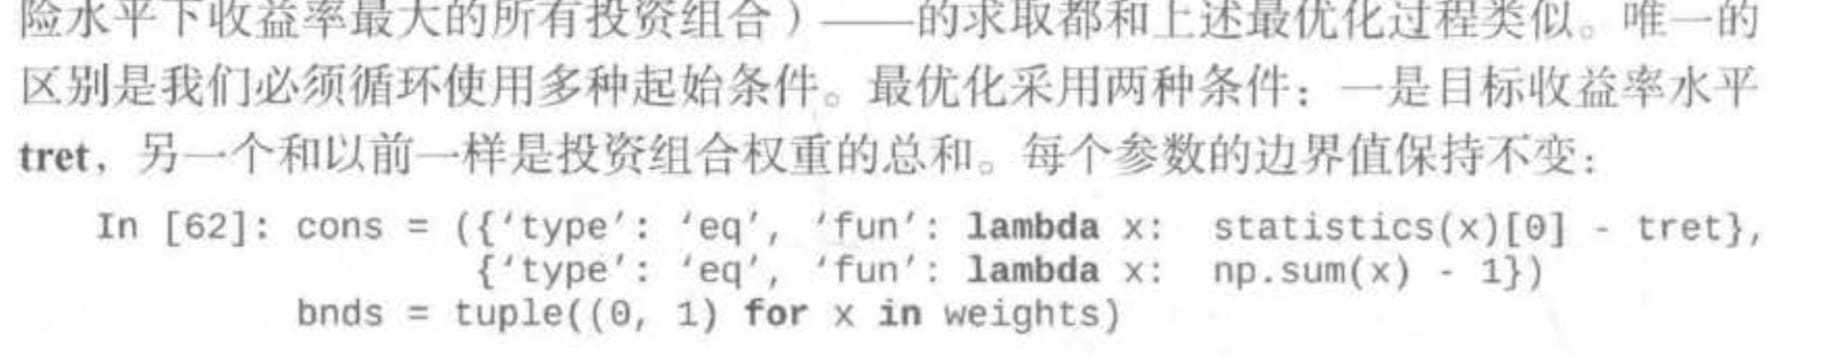 险水平下收益率最大的所有投资组合）——的求取都和上述最优化过程类似。唯一的
区别是我们必须循环使用多种起始条件。最优化采用两种条件：一是目标收益率水平
tret，另一个和以前一样是投资组合权重的总和。每个参数的边界值保持不变：
In [62]: cons = ({‘type’: ‘eq’, ‘fun’: lambda x: statistics(x)[0] - tret},
{‘type’: ‘eq’, ‘fun’: lambda x: np.sum(x) - 1})
bnds = tuple((0, 1) for x in weights)